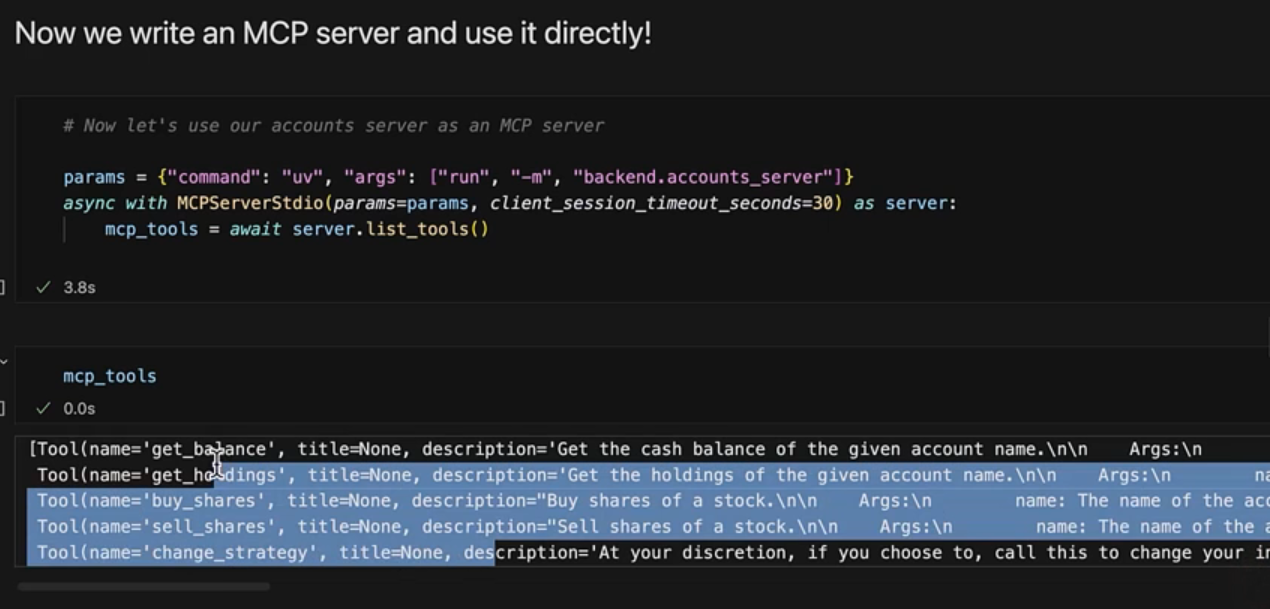 Now we write an MCP server and use it directly!
# Now let's use our accounts server as an MCP server
params = {"command": "uv", "args": ["run", "-m", "backend.accounts_server"]}
async with MCPServerStdio(params=params, client_session_timeout_seconds=30) as server:
mcp_tools = await server.list_tools()
3.8s
mcp_tools
0.0s
[Tool(name='get_balance', title=None, description='Get the cash balance of the given account name.\n\n    Args:\n
Tool(name='get_holdings', title=None, description='Get the holdings of the given account name.\n\n    Args:\n        na
Tool(name='buy_shares', title=None, description="Buy shares of a stock.\n\n    Args:\n        name: The name of the acc
Tool(name='sell_shares', title=None, description="Sell shares of a stock.\n\n    Args:\n        name: The name of the a
Tool(name='change_strategy', title=None, description='At your discretion, if you choose to, call this to change your in